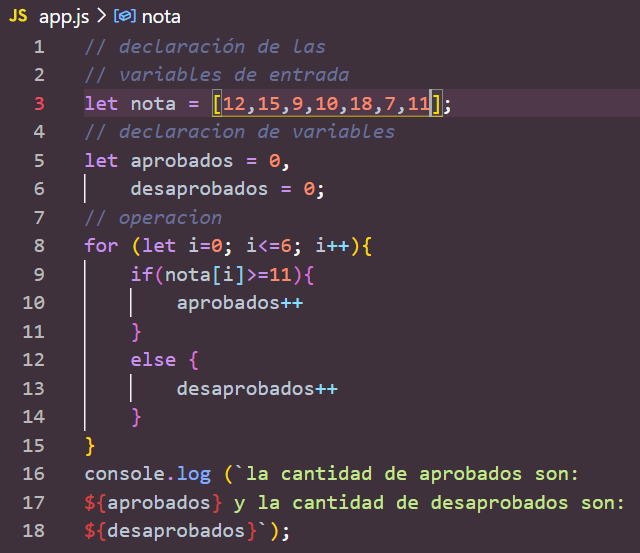 JS app.js > nota
1 // declaración de las
2 // variables de entrada
3 let nota = [12,15,9,10,18,7,11];
4 // declaracion de variables
5 let aprobados = 0,
6     desaprobados = 0;
7 // operacion
8 for (let i=0; i<=6; i++){
9     if(nota[i]>=11){
10         aprobados++
11     }
12     else {
13         desaprobados++
14     }
15 }
16 console.log (`la cantidad de aprobados son:
17 ${aprobados} y la cantidad de desaprobados son:
18 ${desaprobados}`);